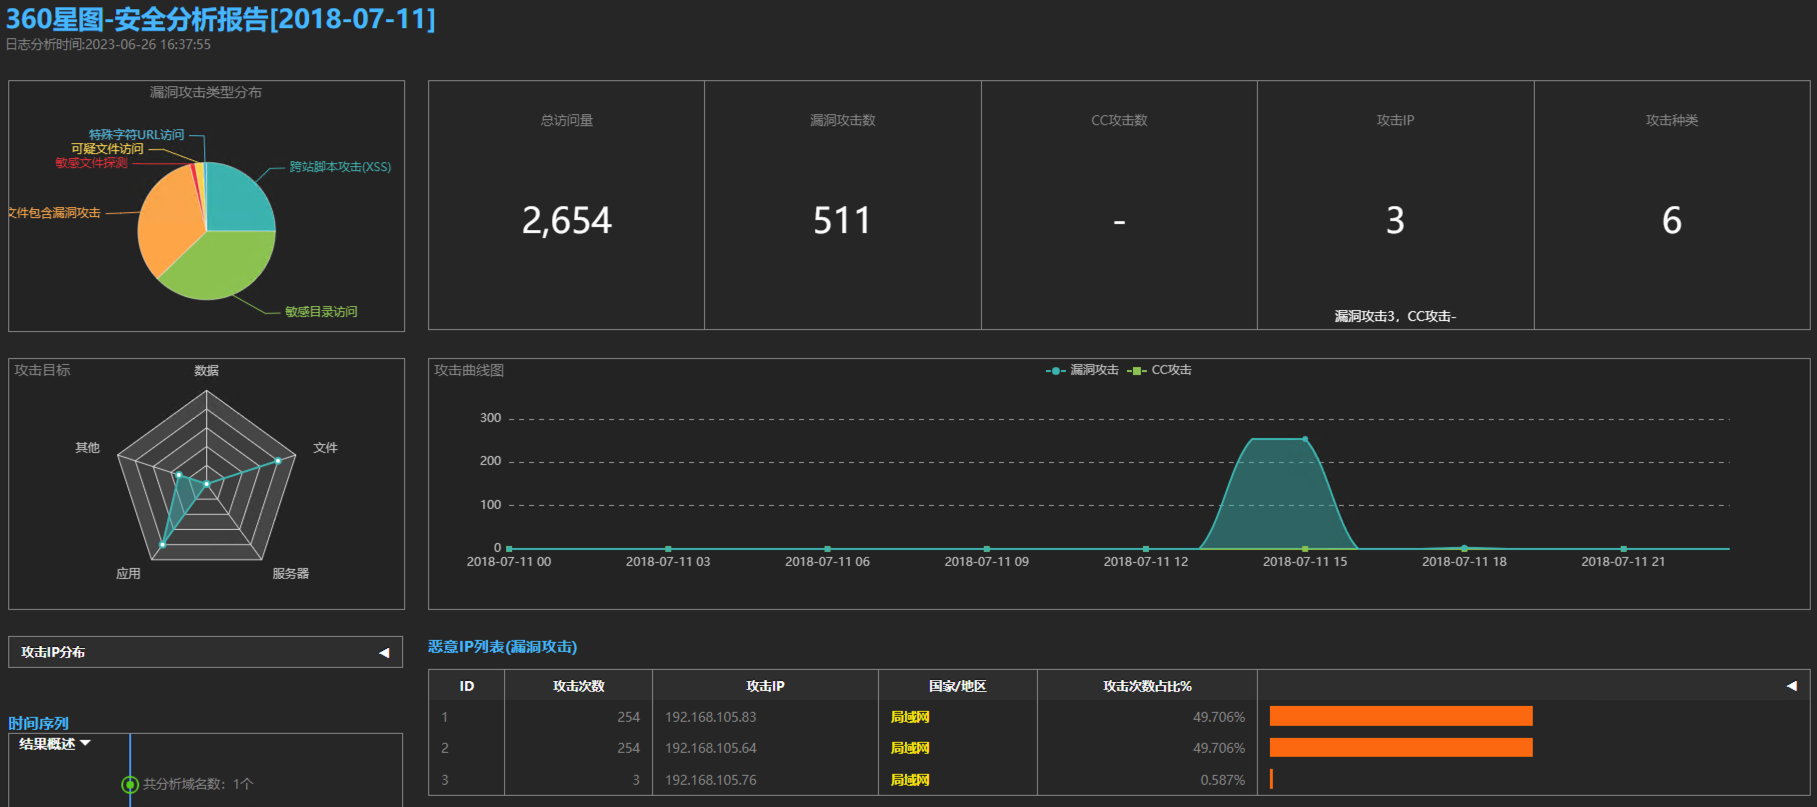 360星图-安全分析报告[2018-07-11]
日志分析时间:2023-06-26 16:37:55
漏洞攻击类型分布
特殊字符URL访问
可疑文件访问
敏感文件探测
跨站脚本攻击(XSS)
文件包含漏洞攻击
敏感目录访问
总访问量
2,654
漏洞攻击数
511
CC攻击数
-
攻击IP
3
漏洞攻击3，CC攻击-
攻击种类
6
攻击目标
数据
其他
文件
应用
服务器
攻击曲线图
漏洞攻击 CC攻击
300
200
100
0
2018-07-11 00 2018-07-11 03 2018-07-11 06 2018-07-11 09 2018-07-11 12 2018-07-11 15 2018-07-11 18 2018-07-11 21
攻击IP分布
时间序列
结果概述
共分析域名数：1个
恶意IP列表(漏洞攻击)
ID 攻击次数 攻击IP 国家/地区 攻击次数占比%
1 254 192.168.105.83 局域网 49.706%
2 254 192.168.105.64 局域网 49.706%
3 3 192.168.105.76 局域网 0.587%